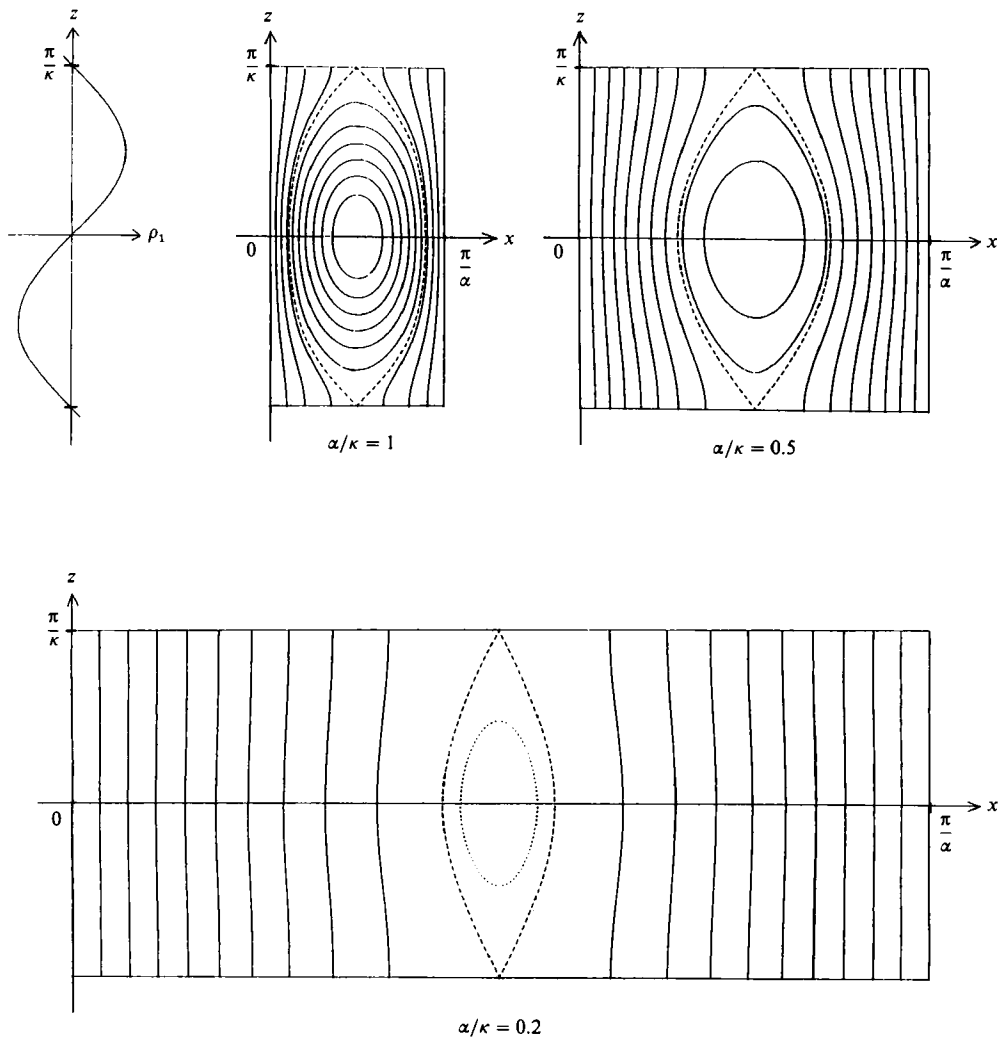 z
π/κ
ρ₁
z
π/κ
0
x
π/α
α/κ = 1
z
π/κ
0
x
π/α
α/κ = 0.5
z
π/κ
0
x
π/α
α/κ = 0.2